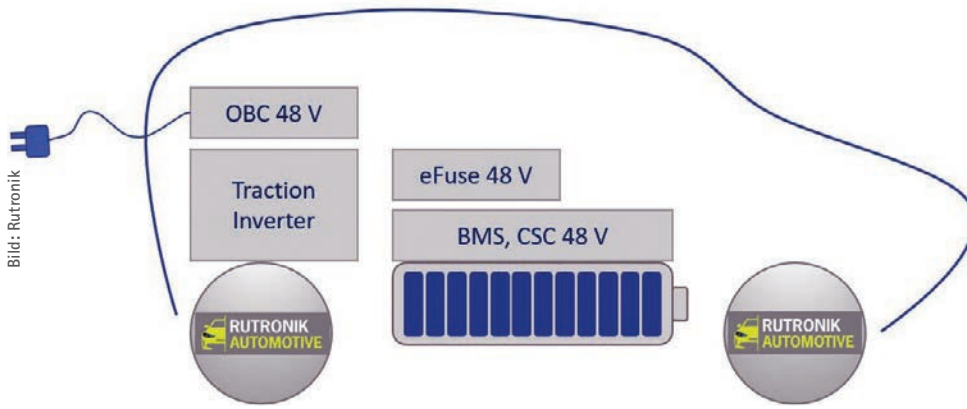 OBC 48 V
Traction
Inverter
eFuse 48 V
BMS, CSC 48 V
RUTRONIK
AUTOMOTIVE
RUTRONIK
AUTOMOTIVE
Bild: Rutronik